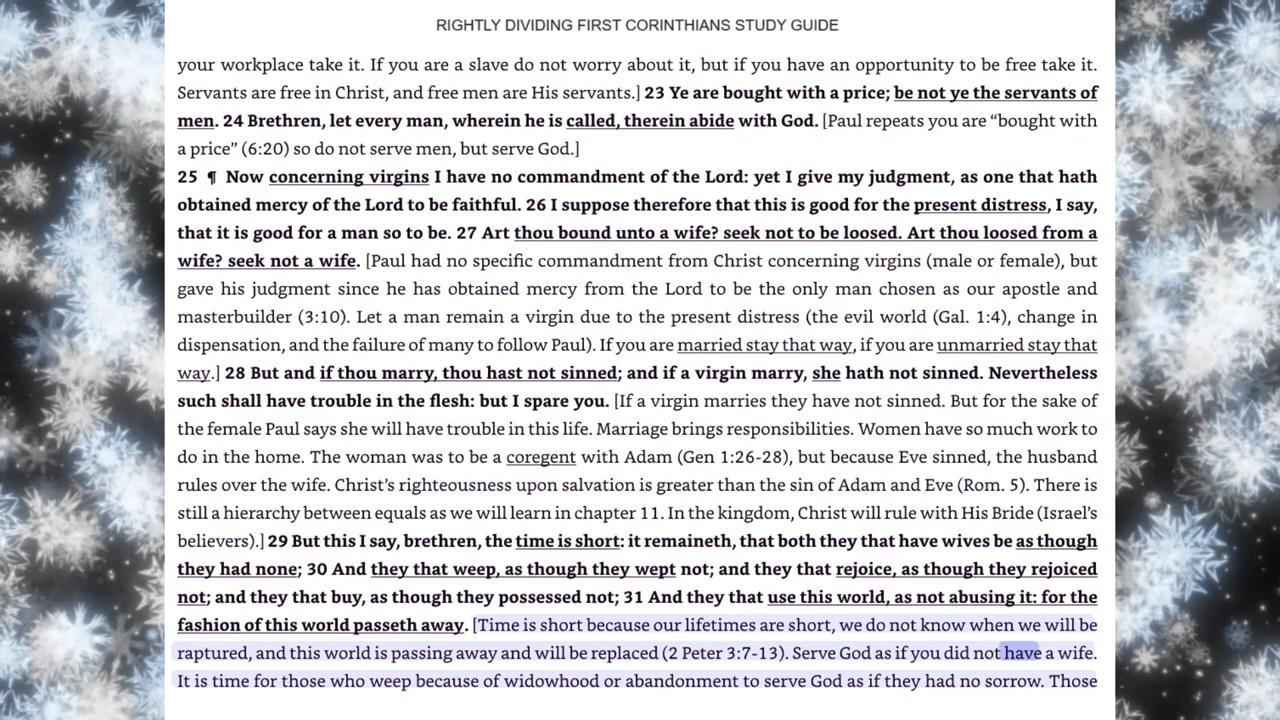 RIGHTLY DIVIDING FIRST CORINTHIANS STUDY GUIDE
your workplace take it. If you are a slave do not worry about it, but if you have an opportunity to be free take it.
Servants are free in Christ, and free men are His servants.] 23 Ye are bought with a price; be not ye the servants of
men. 24 Brethren, let every man, wherein he is called, therein abide with God. [Paul repeats you are “bought with
a price” (6:20) so do not serve men, but serve God.]
25 ¶ Now concerning virgins I have no commandment of the Lord: yet I give my judgment, as one that hath
obtained mercy of the Lord to be faithful. 26 I suppose therefore that this is good for the present distress, I say,
that it is good for a man so to be. 27 Art thou bound unto a wife? seek not to be loosed. Art thou loosed from a
wife? seek not a wife. [Paul had no specific commandment from Christ concerning virgins (male or female), but
gave his judgment since he has obtained mercy from the Lord to be the only man chosen as our apostle and
masterbuilder (3:10). Let a man remain a virgin due to the present distress (the evil world (Gal. 1:4), change in
dispensation, and the failure of many to follow Paul). If you are married stay that way, if you are unmarried stay that
way.] 28 But and if thou marry, thou hast not sinned; and if a virgin marry, she hath not sinned. Nevertheless
such shall have trouble in the flesh: but I spare you. [If a virgin marries they have not sinned. But for the sake of
the female Paul says she will have trouble in this life. Marriage brings responsibilities. Women have so much work to
do in the home. The woman was to be a coregent with Adam (Gen 1:26-28), but because Eve sinned, the husband
rules over the wife. Christ’s righteousness upon salvation is greater than the sin of Adam and Eve (Rom. 5). There is
still a hierarchy between equals as we will learn in chapter 11. In the kingdom, Christ will rule with His Bride (Israel’s
believers).] 29 But this I say, brethren, the time is short: it remaineth, that both they that have wives be as though
they had none; 30 And they that weep, as though they wept not; and they that rejoice, as though they rejoiced
not; and they that buy, as though they possessed not; 31 And they that use this world, as not abusing it: for the
fashion of this world passeth away. [Time is short because our lifetimes are short, we do not know when we will be
raptured, and this world is passing away and will be replaced (2 Peter 3:7-13). Serve God as if you did not have a wife.
It is time for those who weep because of widowhood or abandonment to serve God as if they had no sorrow. Those